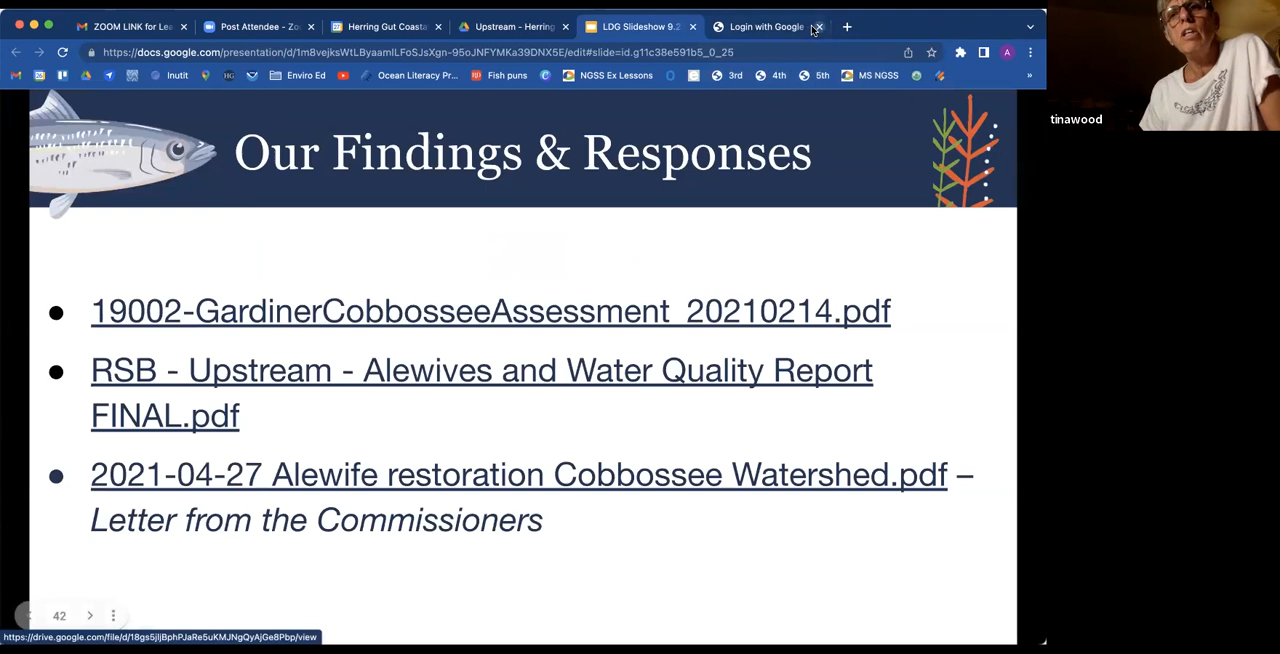 ZOOM LINK for Lea
Post Attendee - Zo
Herring Gut Coasta
Upstream - Herring
LDG Slideshow 9.2
Login with Google
https://docs.google.com/presentation/d/1m8vejksWtLByaamlLFoSJsXgn-95oJNFYMKa39DNX5E/edit#slide=id.g11c38e591b5_0_25
A
Inutit
HG
Enviro Ed
Ocean Literacy Pr...
Fish puns
NGSS Ex Lessons
3rd
4th
5th
MS NGSS
»
tinawood
Our Findings & Responses
● 19002-GardinerCobbosseeAssessment_20210214.pdf
● RSB - Upstream - Alewives and Water Quality Report
FINAL.pdf
● 2021-04-27 Alewife restoration Cobbossee Watershed.pdf –
Letter from the Commissioners
42
https://drive.google.com/file/d/18gs5jljBphPJaRe5uKMJNgQyAjGe8Pbp/view